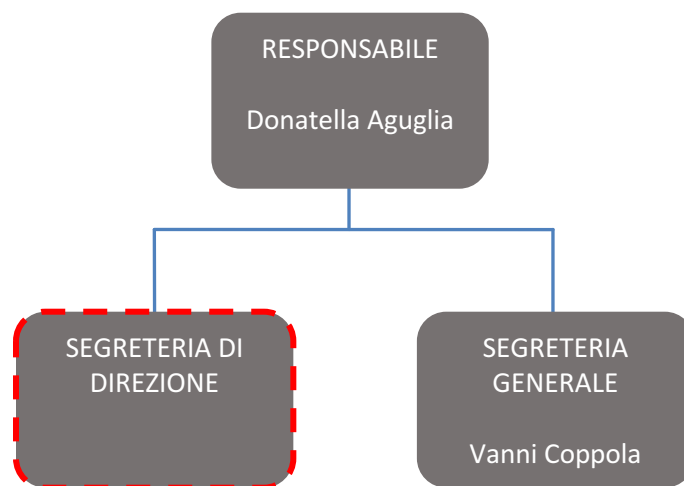 RESPONSABILE
Donatella Aguglia
SEGRETERIA DI
DIREZIONE
SEGRETERIA
GENERALE
Vanni Coppola